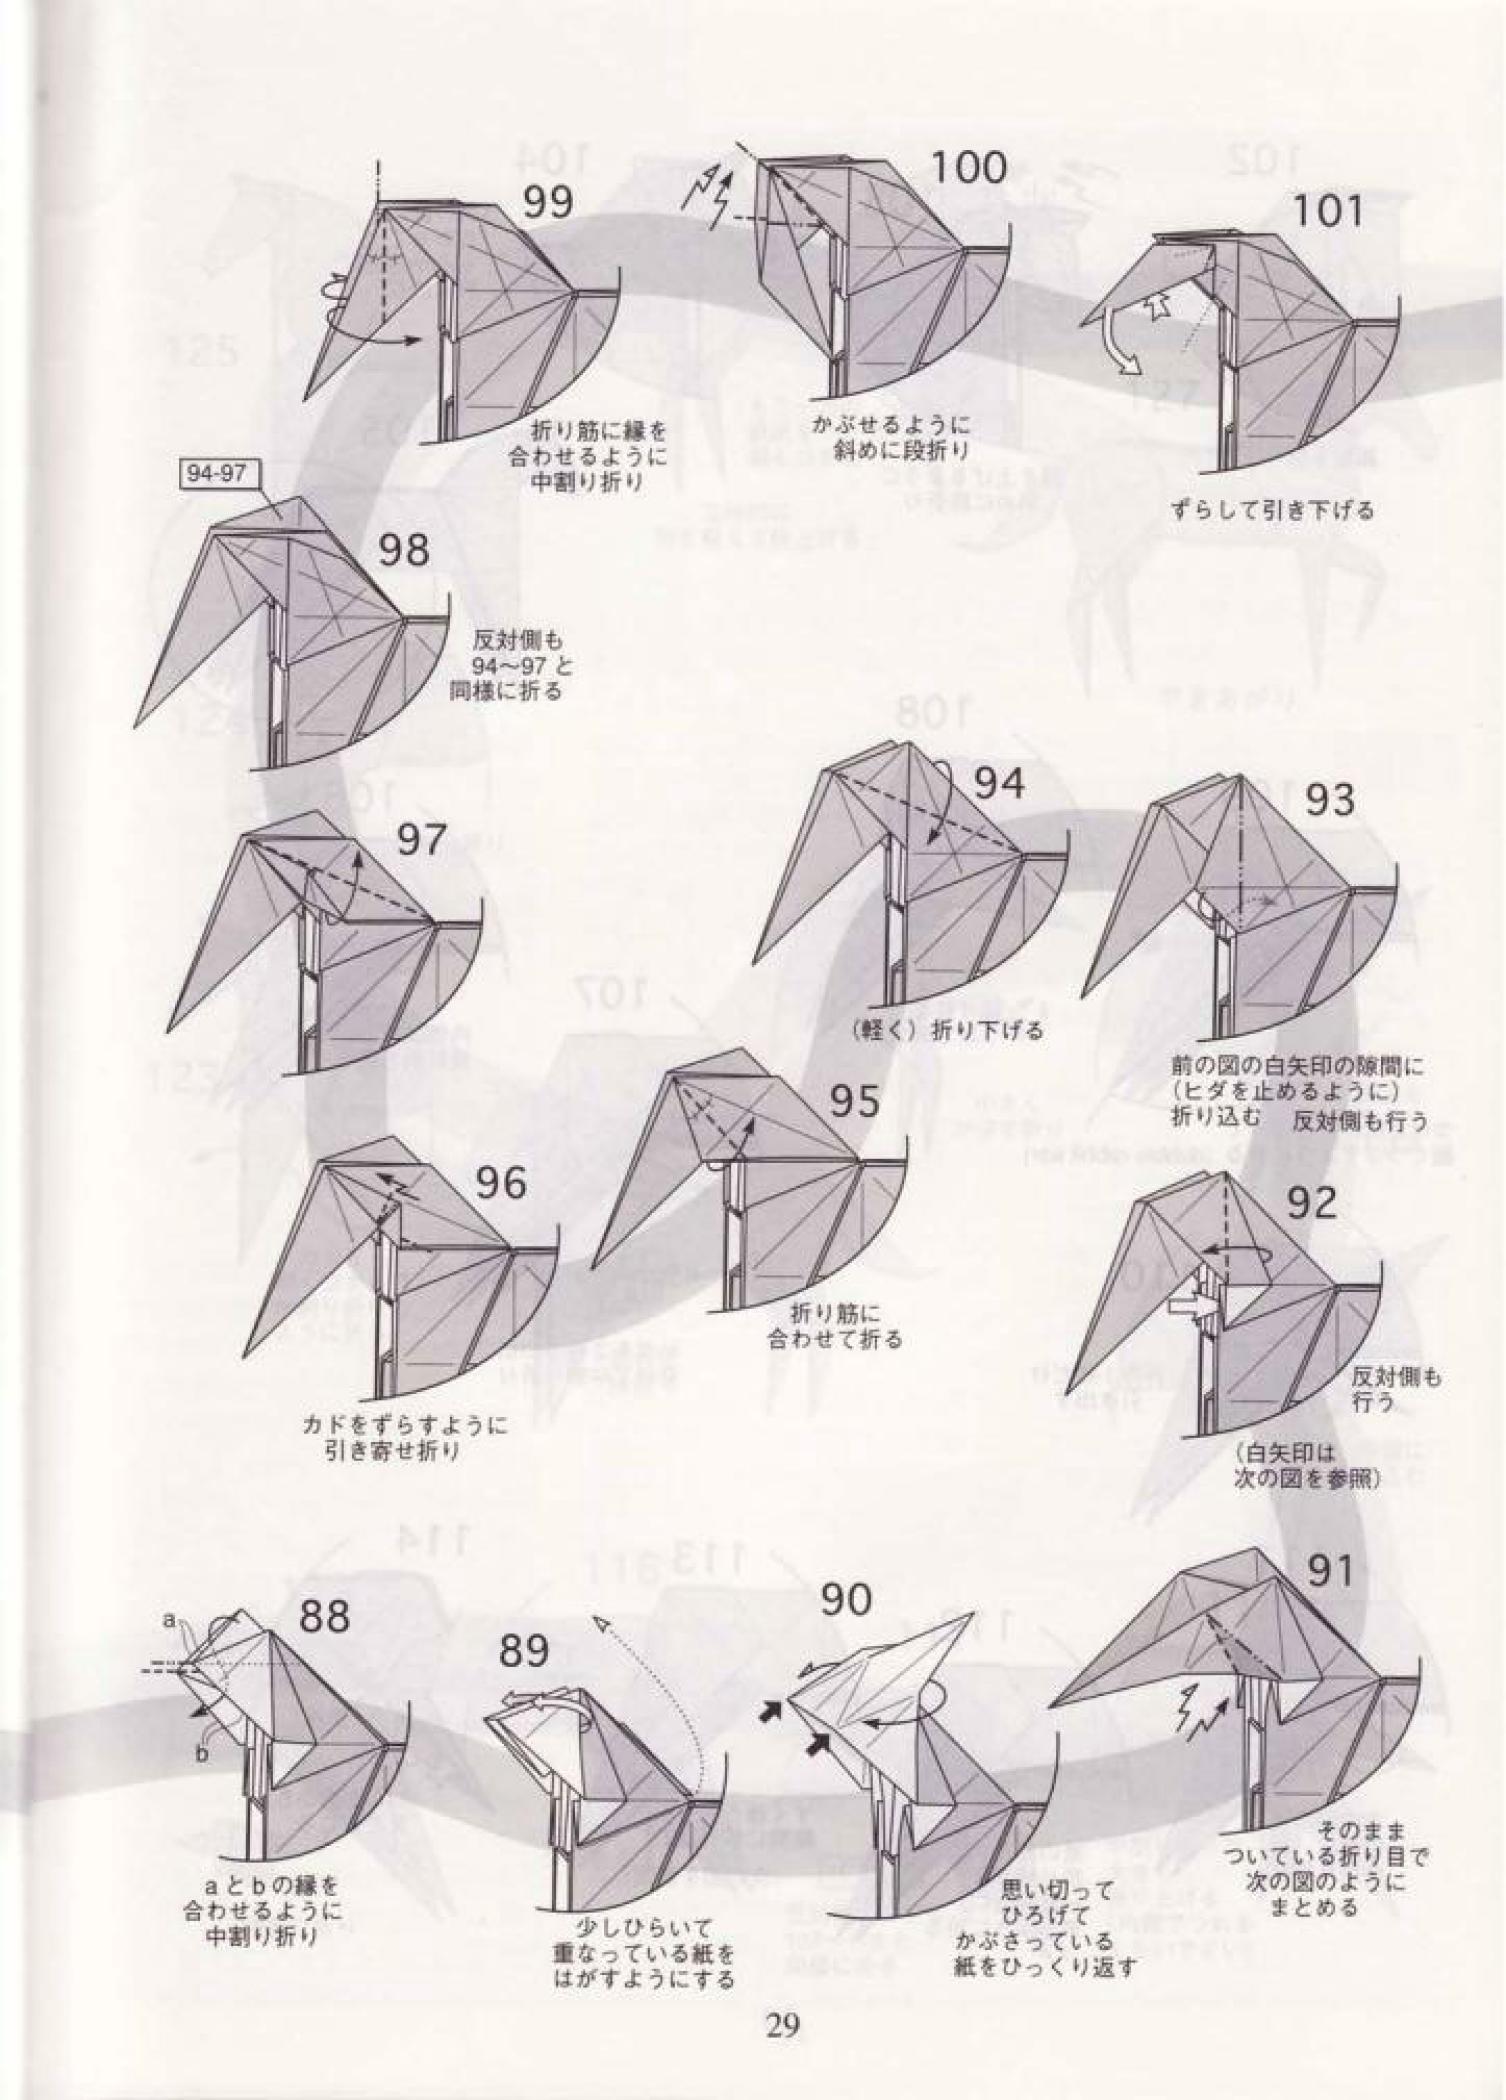 88
a
b
aとbの縁を
合わせるように
中割り折り
89
少しひらいて
重なっている紙を
はがすようにする
90
思い切って
ひろげて
かぶさっている
紙をひっくり返す
91
そのまま
ついている折り目で
次の図のように
まとめる
92
反対側も
行う
(白矢印は
次の図を参照)
93
前の図の白矢印の隙間に
(ヒダを止めるように)
折り込む 反対側も行う
94
(軽く)折り下げる
95
折り筋に
合わせて折る
96
カドをずらすように
引き寄せ折り
97
94-97
98
反対側も
94〜97と
同様に折る
99
折り筋に縁を
合わせるように
中割り折り
100
かぶせるように
斜めに段折り
101
ずらして引き下げる
29